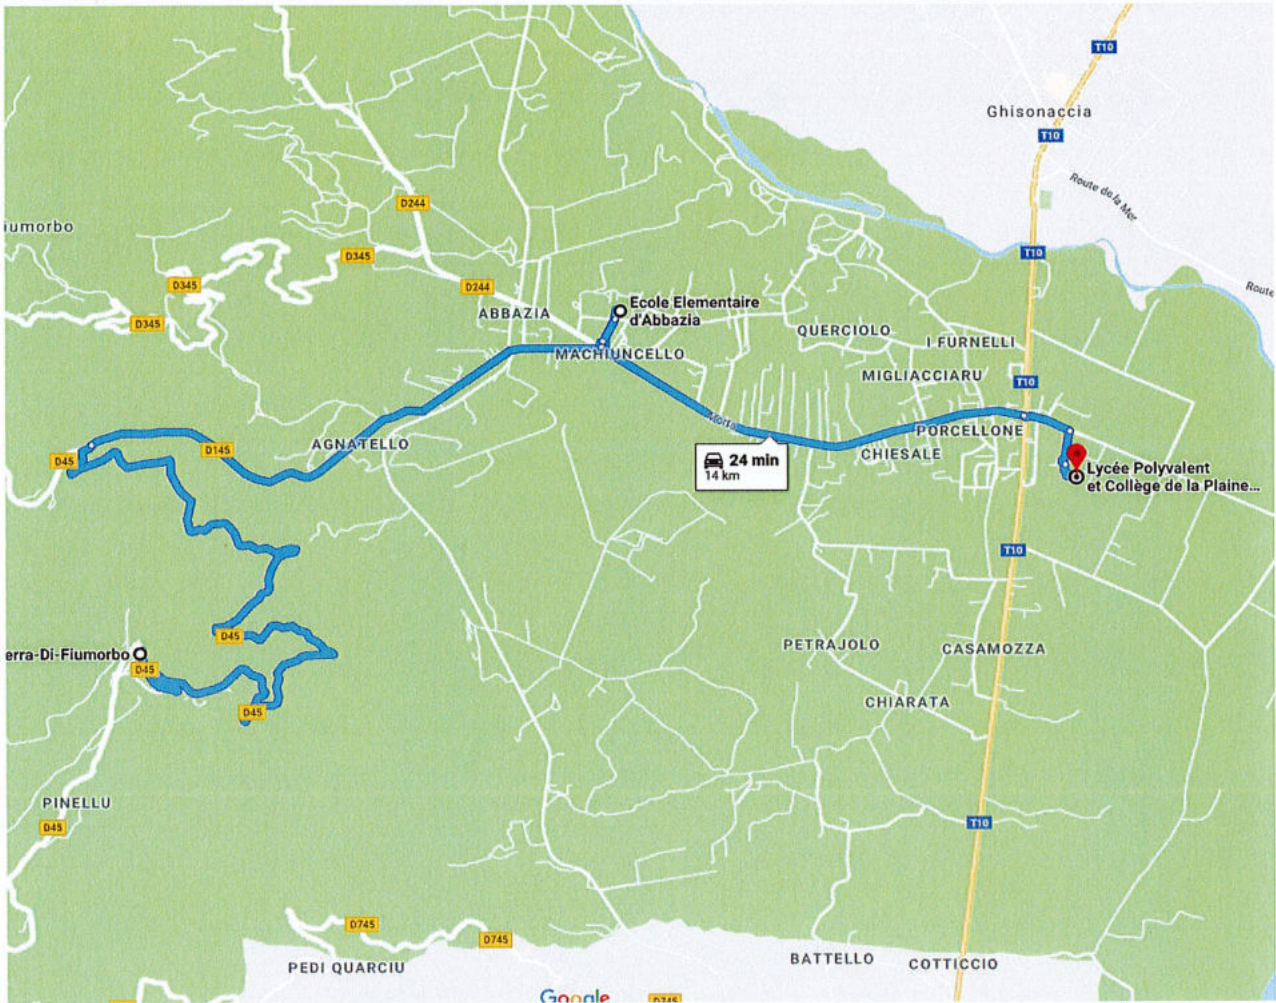 T10
Ghisonaccia
T10
Route de la Mer
D244
iumorbo
T10
D345
D345
D244
Route
Ecole Elementaire
d'Abbazia
ABBAZIA
D345
QUERCIOLO
I FURNELLI
MACHIUNCELLO
MIGLIACCIARU
T10
Morta
PORCELLONE
AGNATELLO
D145
CHIESALE
D45
24 min
14 km
Lycée Polyvalent
et Collège de la Plaine...
T10
D45
PETRAJOLO
CASAMOZZA
erra-Di-Fiumorbo
D45
CHIARATA
D45
PINELLU
D45
T10
D745
D745
BATTELLO
COTTICCIO
PEDI QUARCIU
Google
D745